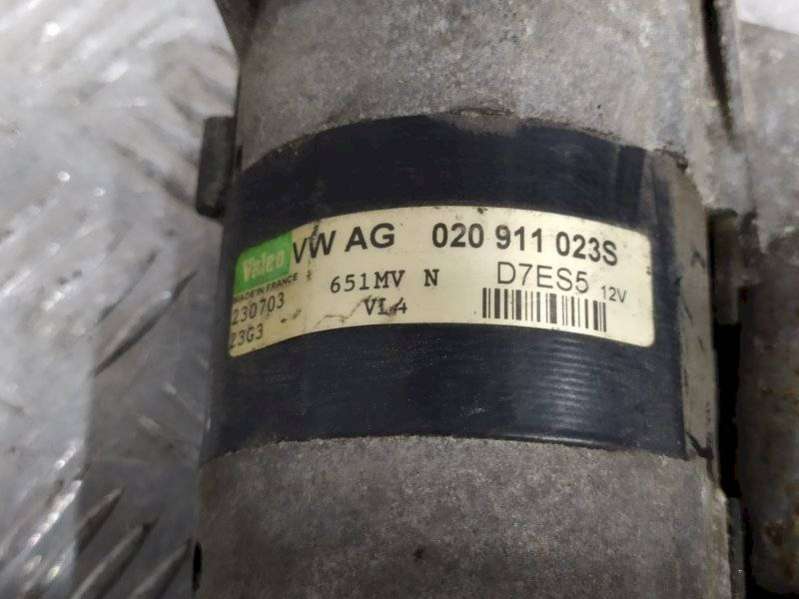 Valeo VW AG 020 911 023S
MADE IN FRANCE 651MV N D7ES5 12V
230703 VL4
23G3